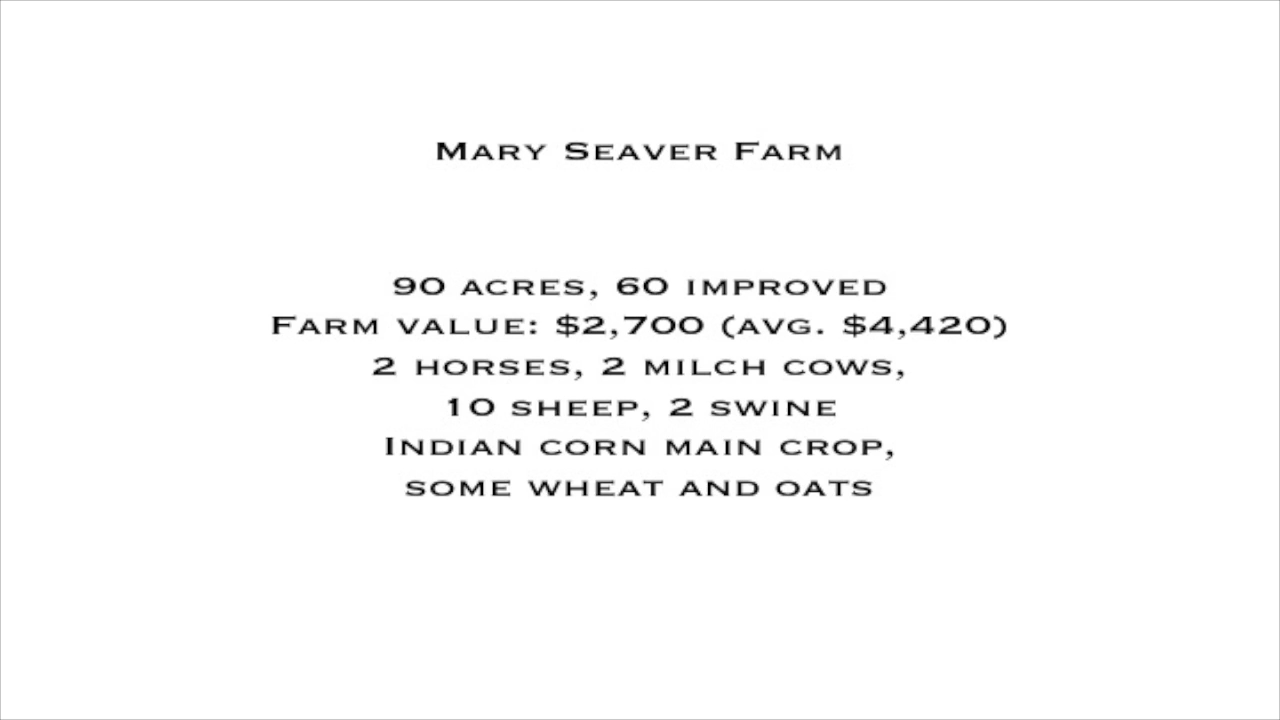 Mary Seaver Farm
90 acres, 60 improved
Farm value: $2,700 (avg. $4,420)
2 horses, 2 milch cows,
10 sheep, 2 swine
Indian corn main crop,
some wheat and oats